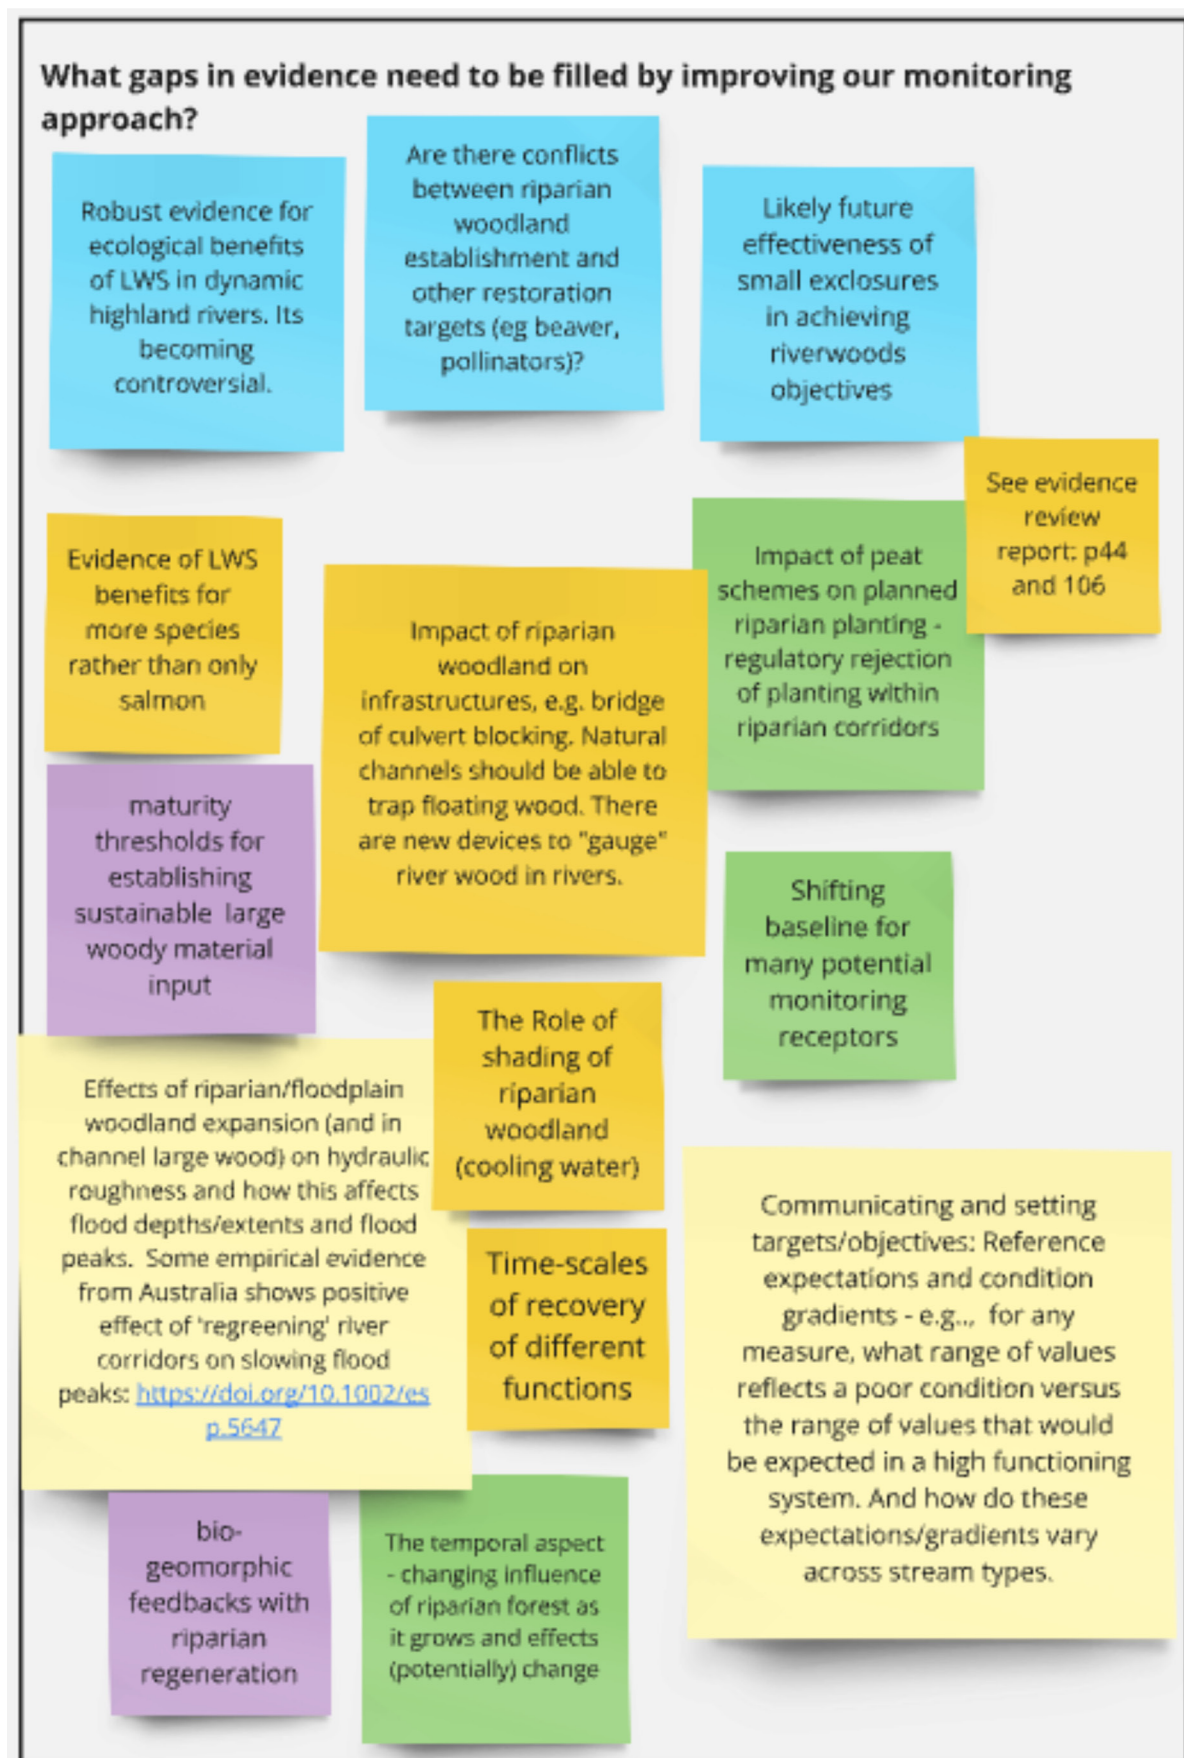 What gaps in evidence need to be filled by improving our monitoring
approach?
Robust evidence for
ecological benefits
of LWS in dynamic
highland rivers. Its
becoming
controversial.
Are there conflicts
between riparian
woodland
establishment and
other restoration
targets (eg beaver,
pollinators)?
Likely future
effectiveness of
small exclosures
in achieving
riverwoods
objectives
See evidence
review
report: p44
and 106
Evidence of LWS
benefits for
more species
rather than only
salmon
Impact of riparian
woodland on
infrastructures, e.g. bridge
of culvert blocking. Natural
channels should be able to
trap floating wood. There
are new devices to "gauge"
river wood in rivers.
Impact of peat
schemes on planned
riparian planting -
regulatory rejection
of planting within
riparian corridors
maturity
thresholds for
establishing
sustainable large
woody material
input
Shifting
baseline for
many potential
monitoring
receptors
The Role of
shading of
riparian
woodland
(cooling water)
Effects of riparian/floodplain
woodland expansion (and in
channel large wood) on hydraulic
roughness and how this affects
flood depths/extents and flood
peaks. Some empirical evidence
from Australia shows positive
effect of 'regreening' river
corridors on slowing flood
peaks: https://doi.org/10.1002/es
p.5647
Time-scales
of recovery
of different
functions
Communicating and setting
targets/objectives: Reference
expectations and condition
gradients - e.g.., for any
measure, what range of values
reflects a poor condition versus
the range of values that would
be expected in a high functioning
system. And how do these
expectations/gradients vary
across stream types.
bio-
geomorphic
feedbacks with
riparian
regeneration
The temporal aspect
- changing influence
of riparian forest as
it grows and effects
(potentially) change